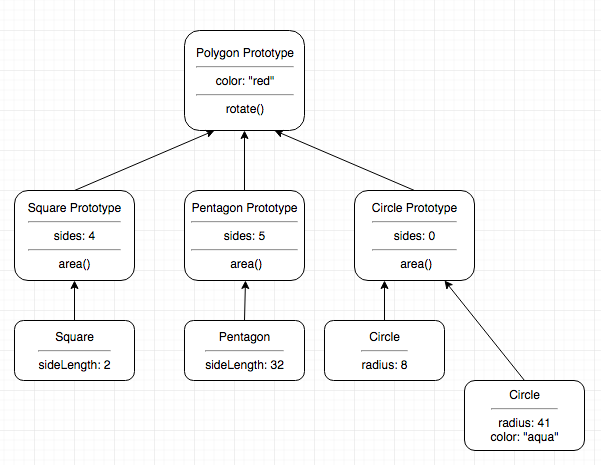 Polygon Prototype
color: "red"
rotate()
Square Prototype
sides: 4
area()
Pentagon Prototype
sides: 5
area()
Circle Prototype
sides: 0
area()
Square
sideLength: 2
Pentagon
sideLength: 32
Circle
radius: 8
Circle
radius: 41
color: "aqua"